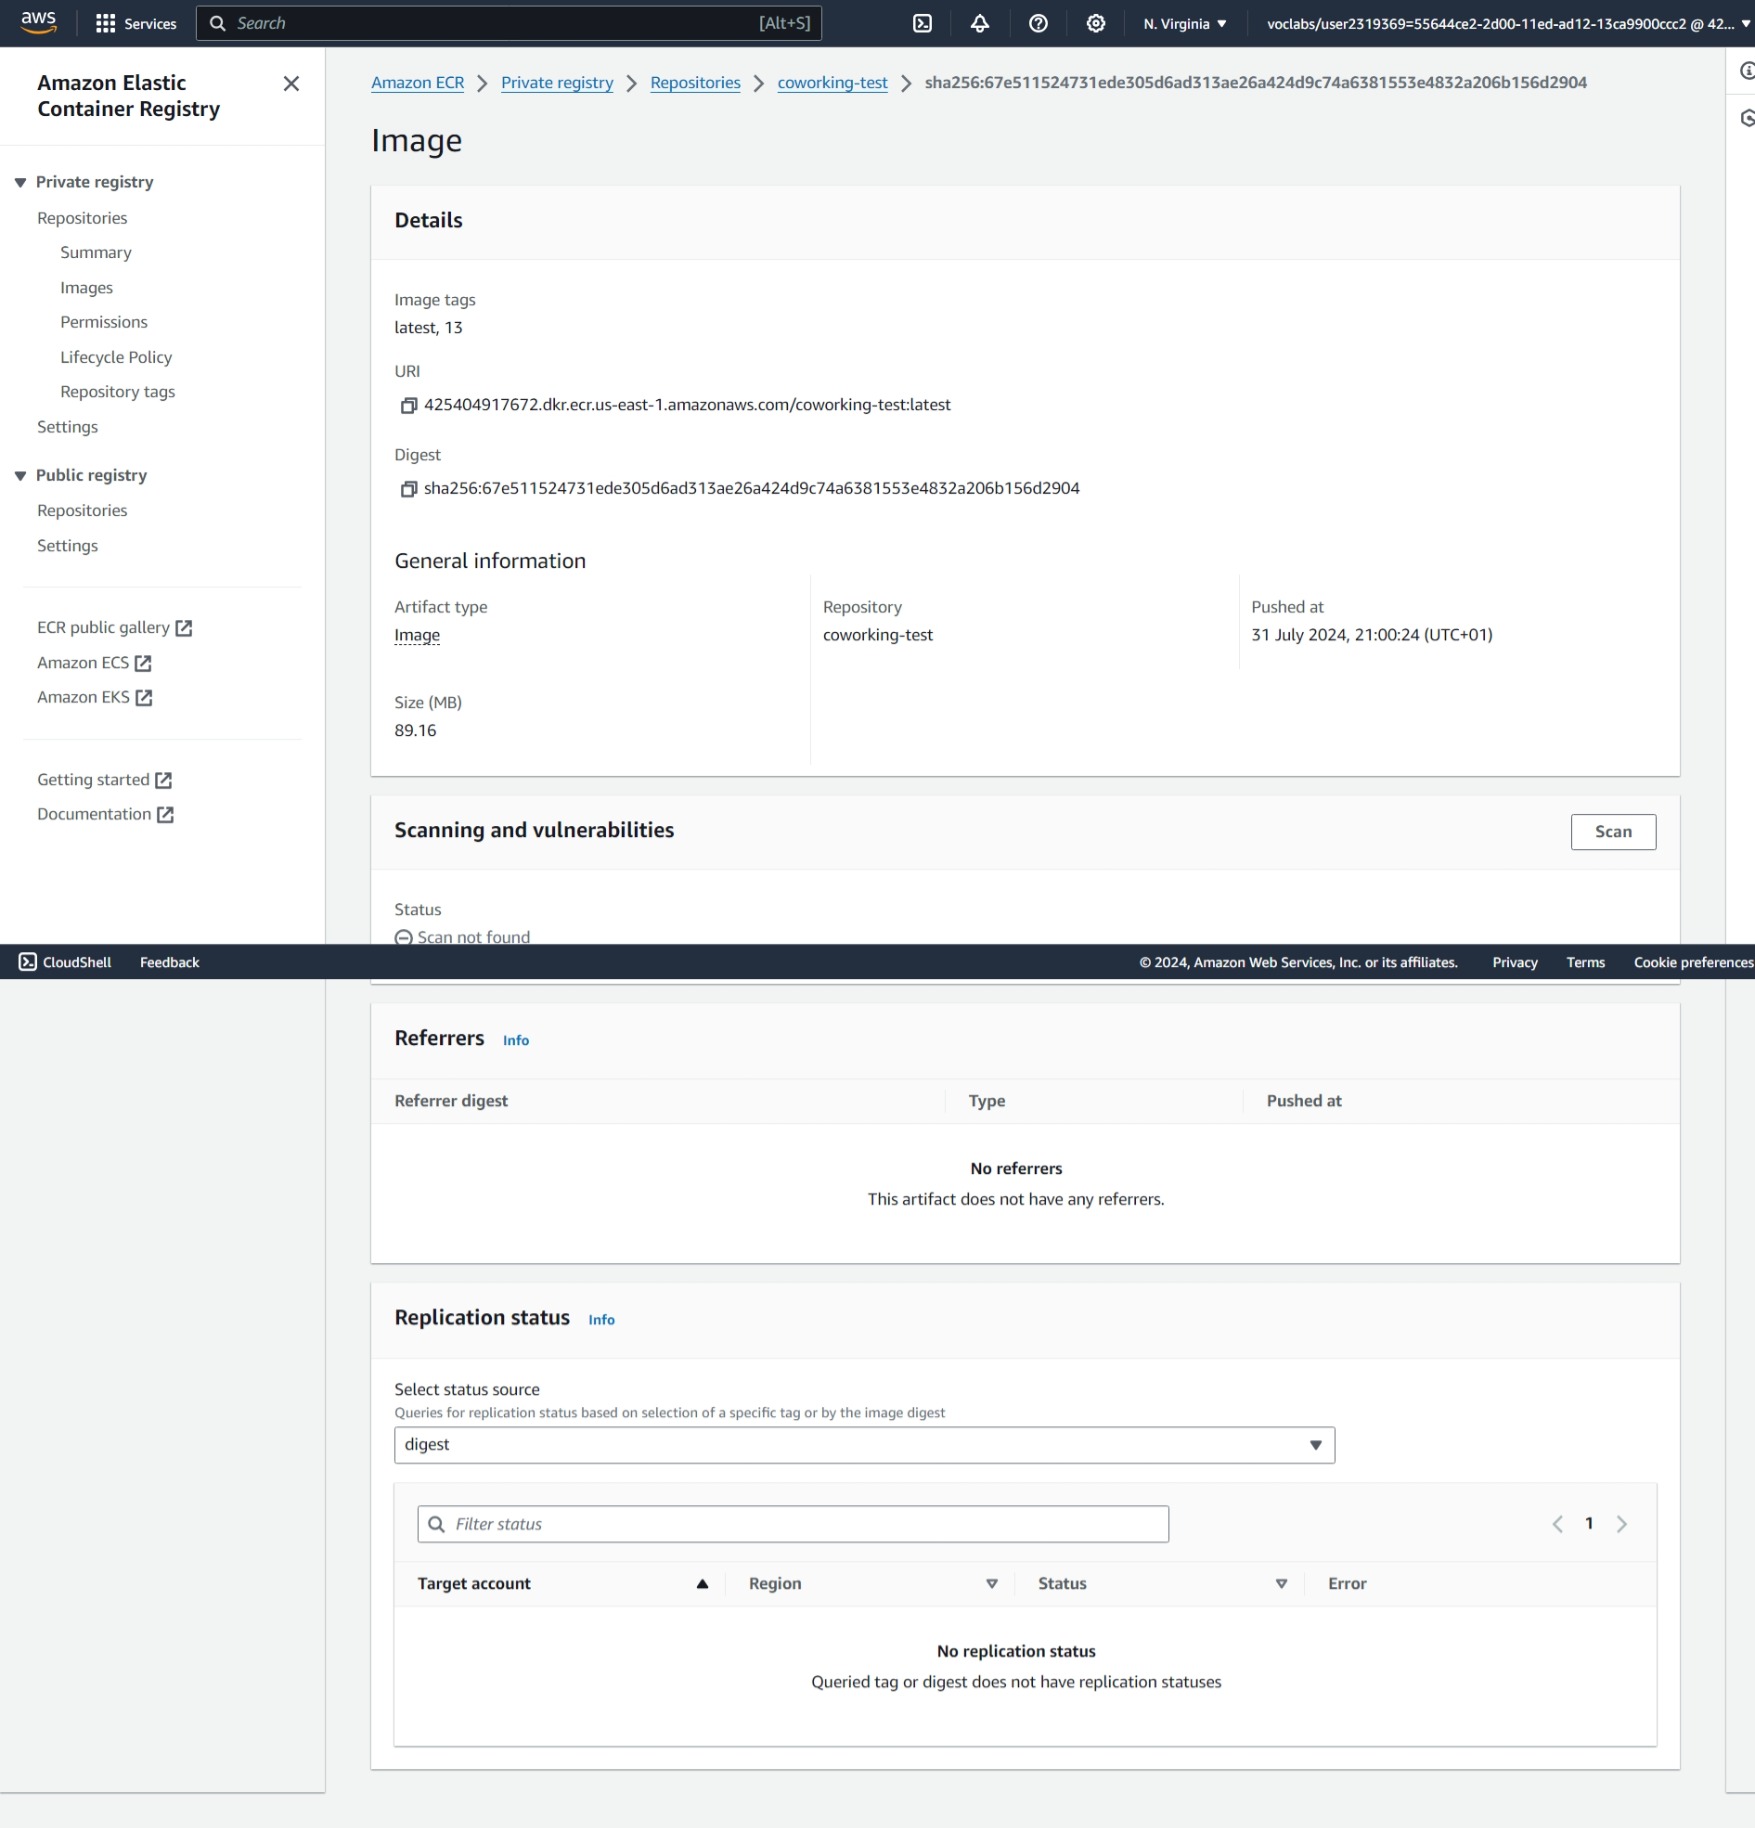 aws
Services
Search
[Alt+S]
N. Virginia
voclabs/user2319369=55644ce2-2d00-11ed-ad12-13ca9900ccc2 @ 42...
Amazon Elastic
Container Registry
Private registry
Repositories
Summary
Images
Permissions
Lifecycle Policy
Repository tags
Settings
Public registry
Repositories
Settings
ECR public gallery
Amazon ECS
Amazon EKS
Getting started
Documentation
Amazon ECR
Private registry
Repositories
coworking-test
sha256:67e511524731ede305d6ad313ae26a424d9c74a6381553e4832a206b156d2904
Image
Details
Image tags
latest, 13
URI
425404917672.dkr.ecr.us-east-1.amazonaws.com/coworking-test:latest
Digest
sha256:67e511524731ede305d6ad313ae26a424d9c74a6381553e4832a206b156d2904
General information
Artifact type
Image
Repository
coworking-test
Pushed at
31 July 2024, 21:00:24 (UTC+01)
Size (MB)
89.16
Scanning and vulnerabilities
Scan
Status
Scan not found
CloudShell
Feedback
© 2024, Amazon Web Services, Inc. or its affiliates.
Privacy
Terms
Cookie preferences
Referrers
Info
Referrer digest
Type
Pushed at
No referrers
This artifact does not have any referrers.
Replication status
Info
Select status source
Queries for replication status based on selection of a specific tag or by the image digest
digest
Filter status
1
Target account
Region
Status
Error
No replication status
Queried tag or digest does not have replication statuses